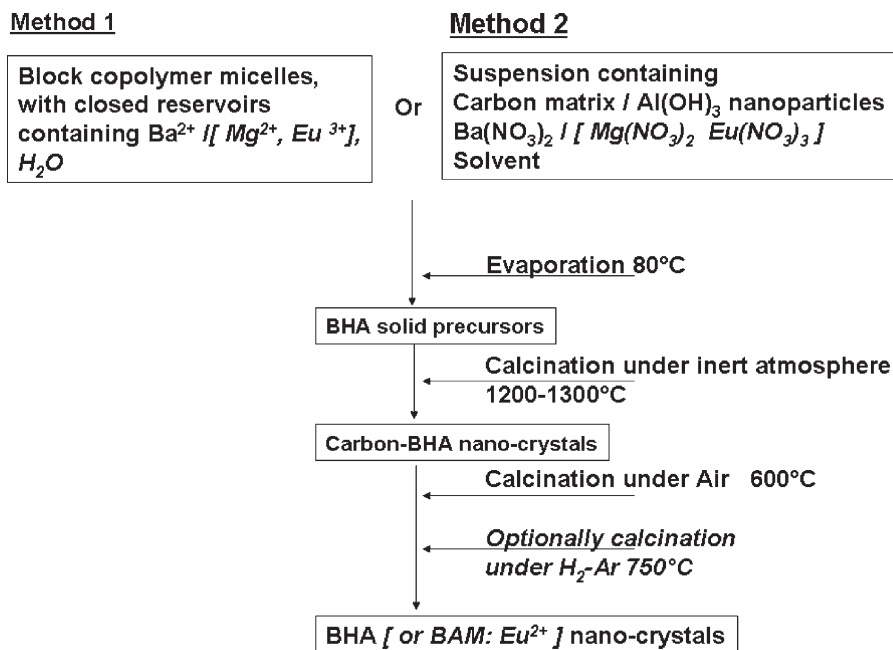 Method 1
Block copolymer micelles,
with closed reservoirs
containing Ba²⁺ /[ Mg²⁺, Eu ³⁺],
H₂O
Or
Method 2
Suspension containing
Carbon matrix / Al(OH)₃ nanoparticles
Ba(NO₃)₂ / [ Mg(NO₃)₂ Eu(NO₃)₃ ]
Solvent
Evaporation 80°C
BHA solid precursors
Calcination under inert atmosphere
1200-1300°C
Carbon-BHA nano-crystals
Calcination under Air 600°C
Optionally calcination
under H₂-Ar 750°C
BHA [ or BAM: Eu²⁺ ] nano-crystals